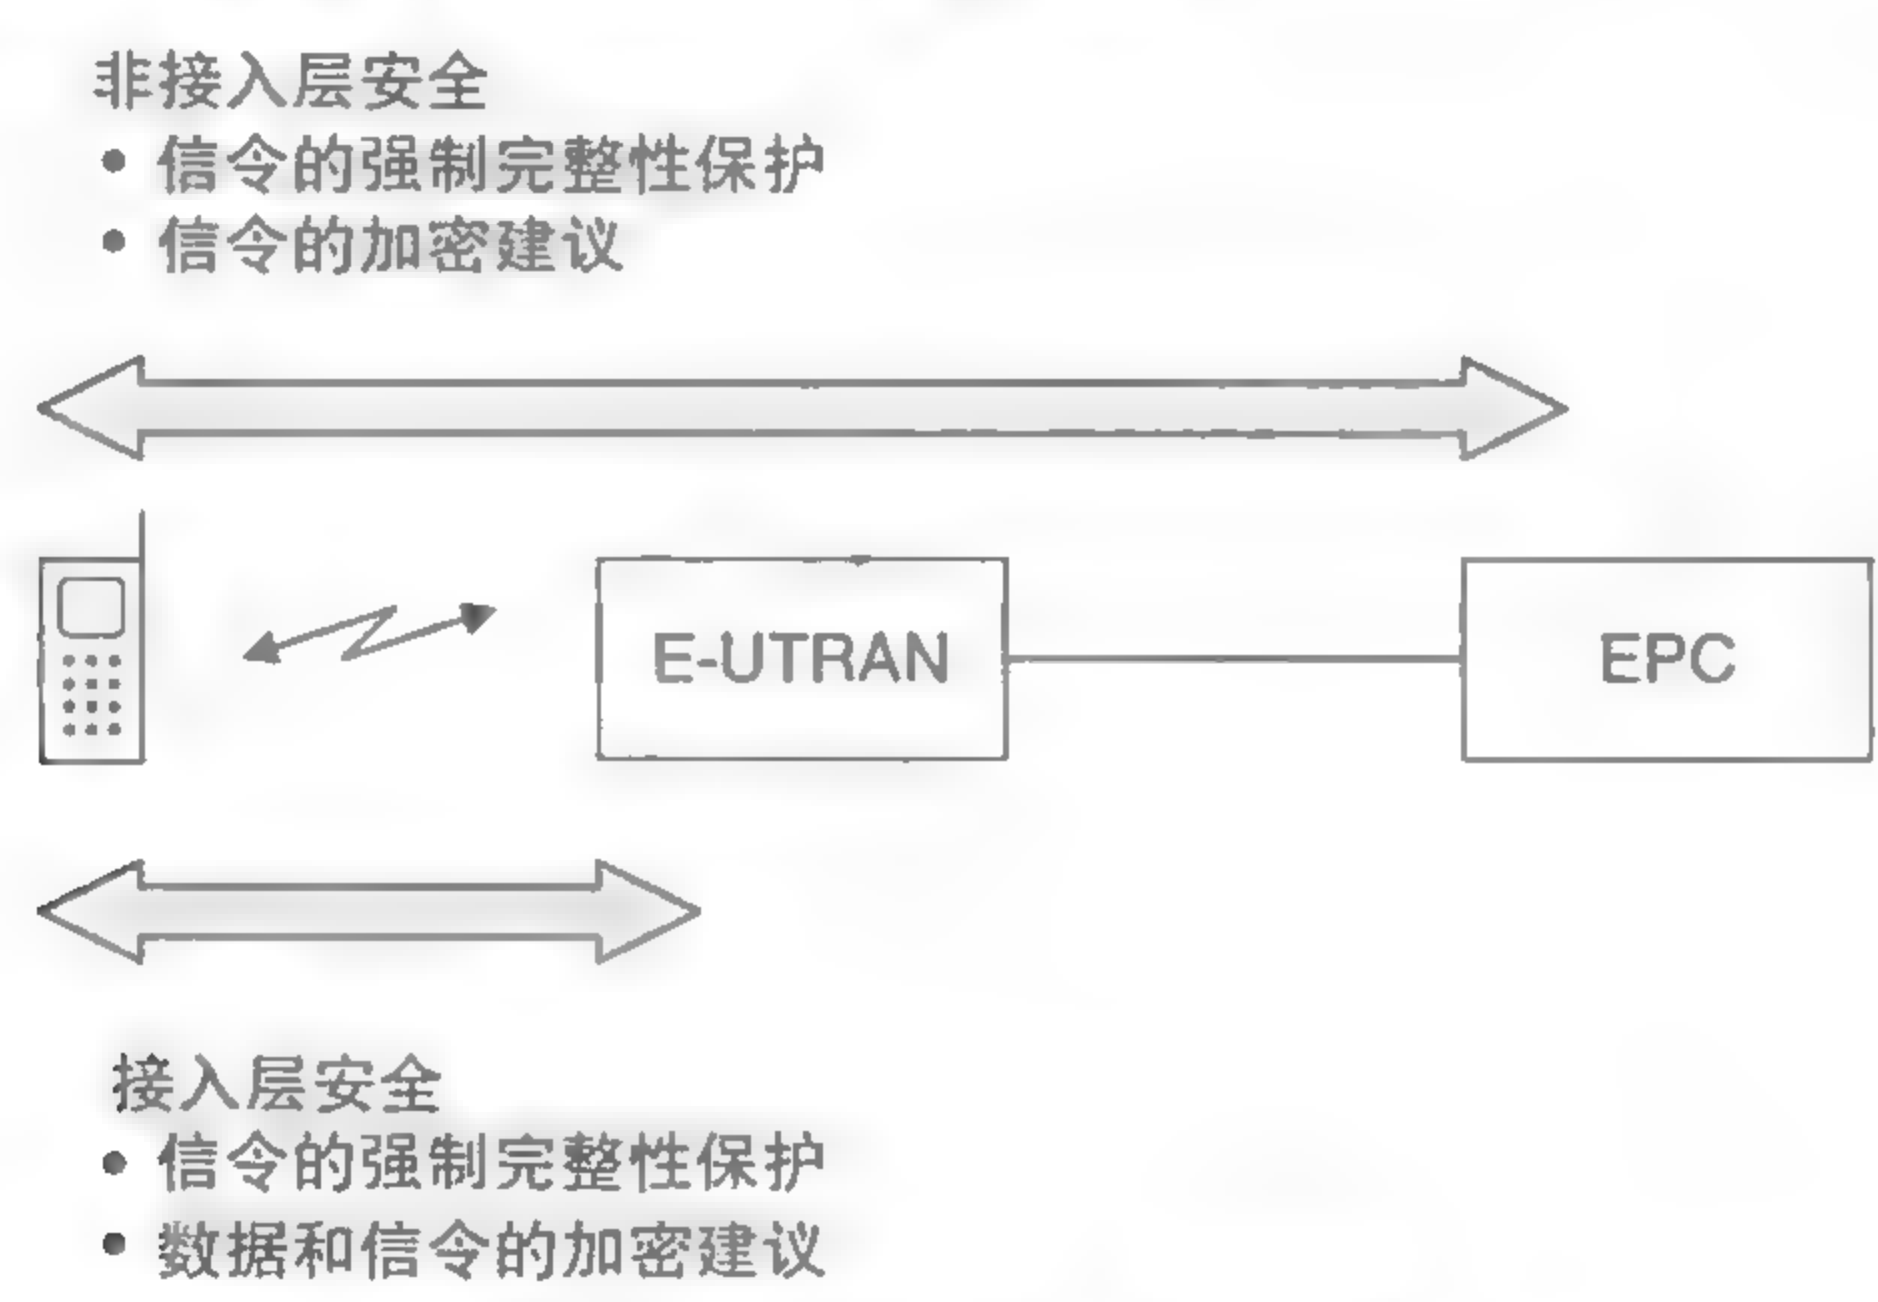 非接入层安全
• 信令的强制完整性保护
• 信令的加密建议
E-UTRAN
EPC
接入层安全
• 信令的强制完整性保护
• 数据和信令的加密建议